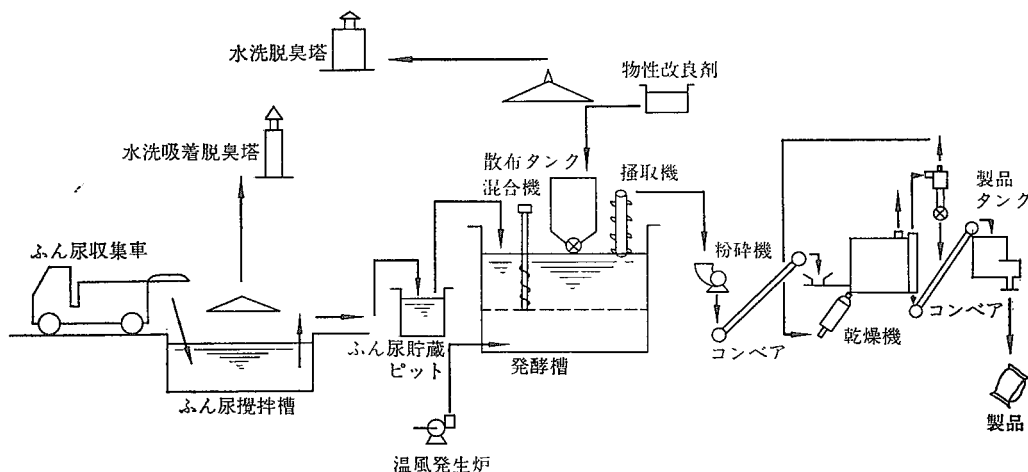 水洗脱臭塔
物性改良剤
水洗吸着脱臭塔
散布タンク
混合機
掻取機
製品
タンク
ふん尿収集車
粉砕機
コンベア
コンベア
乾燥機
ふん尿貯蔵
ピット
発酵槽
ふん尿攪拌槽
製品
温風発生炉